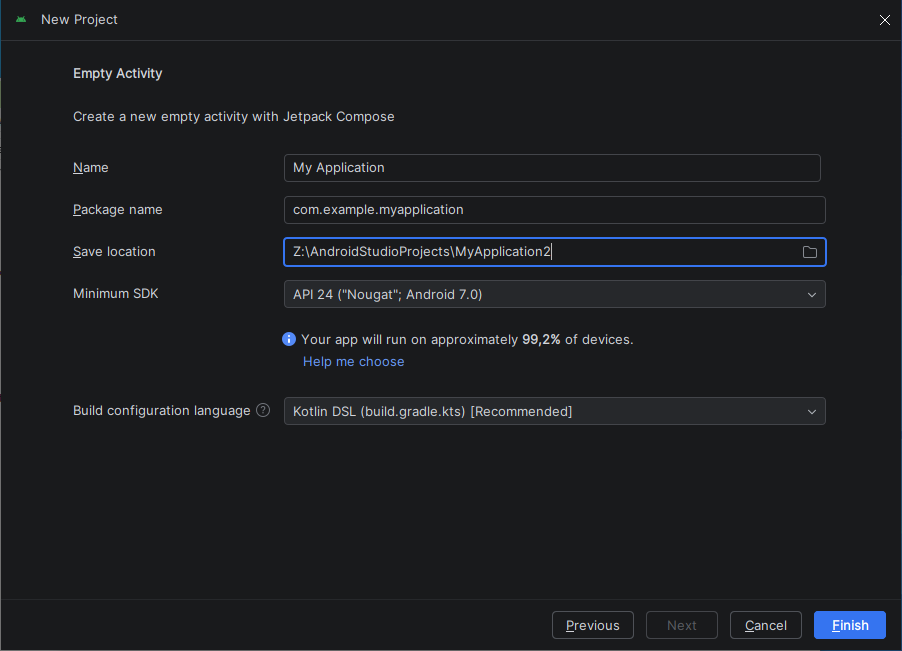 New Project
Empty Activity
Create a new empty activity with Jetpack Compose
Name My Application
Package name com.example.myapplication
Save location Z:\AndroidStudioProjects\MyApplication2
Minimum SDK API 24 ("Nougat"; Android 7.0)
Your app will run on approximately 99,2% of devices.
Help me choose
Build configuration language ? Kotlin DSL (build.gradle.kts) [Recommended]
Previous Next Cancel Finish